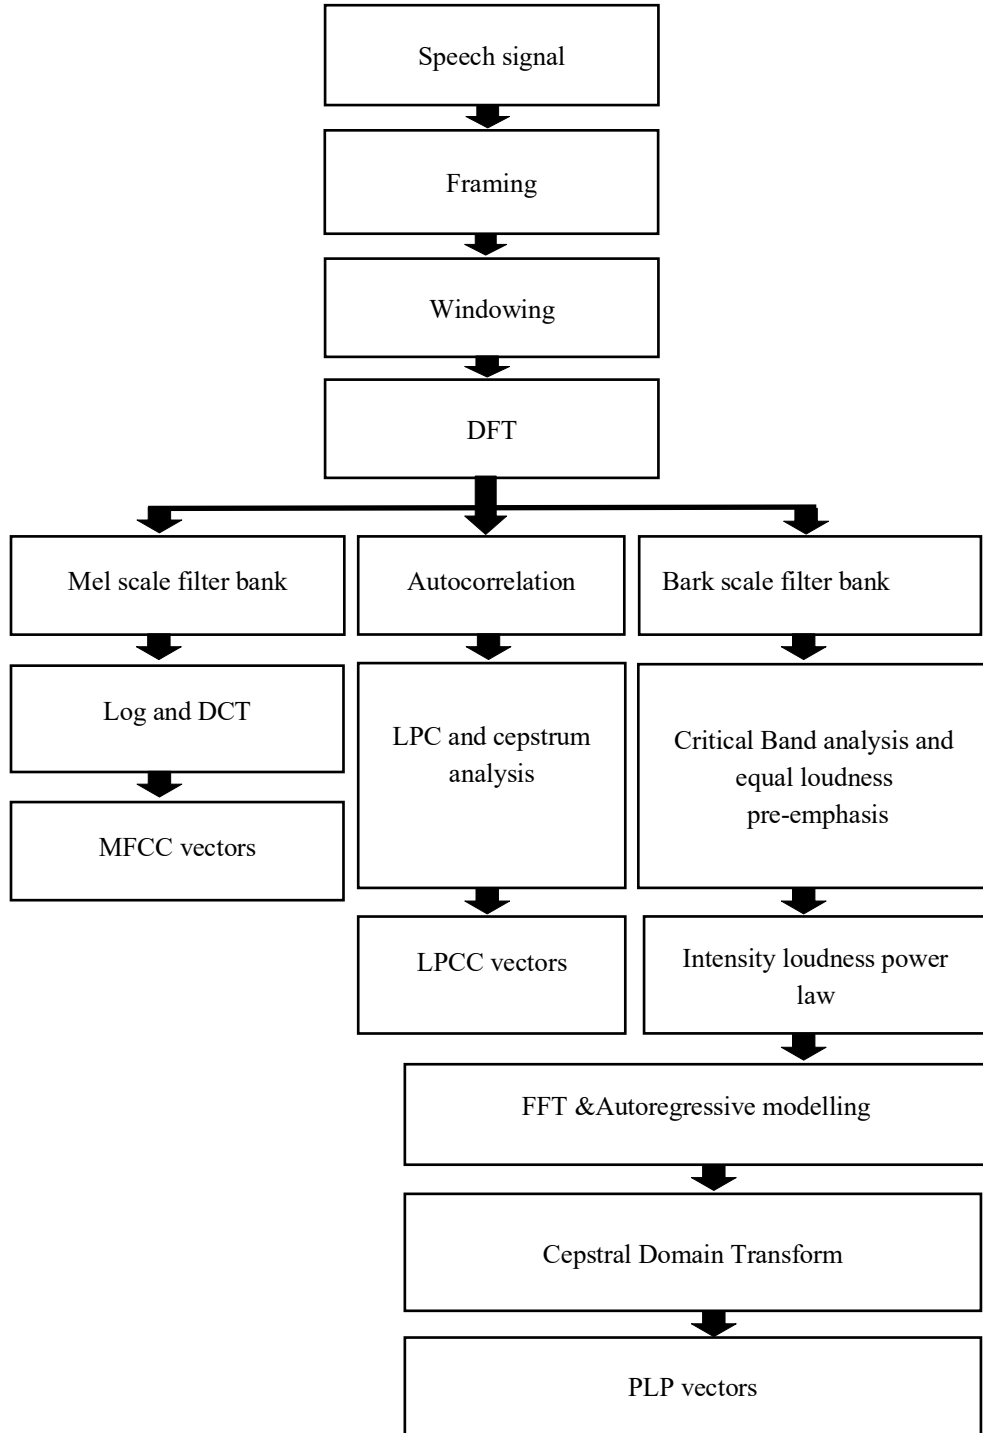 Speech signal
Framing
Windowing
DFT
Mel scale filter bank
Autocorrelation
Bark scale filter bank
Log and DCT
LPC and cepstrum
analysis
Critical Band analysis and
equal loudness
pre-emphasis
MFCC vectors
LPCC vectors
Intensity loudness power
law
FFT &Autoregressive modelling
Cepstral Domain Transform
PLP vectors